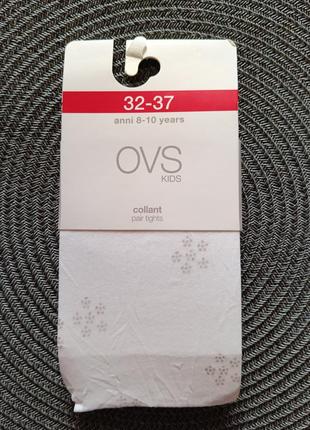 32-37
anni 8-10 years
OVS
KIDS
collant
pair tights